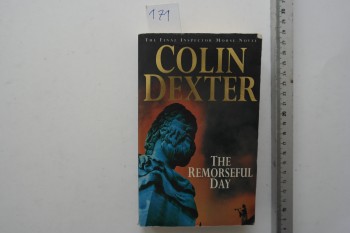 171
THE FINAL INSPECTOR MORSE NOVEL
COLIN
DEXTER
THE
REMORSEFUL
DAY